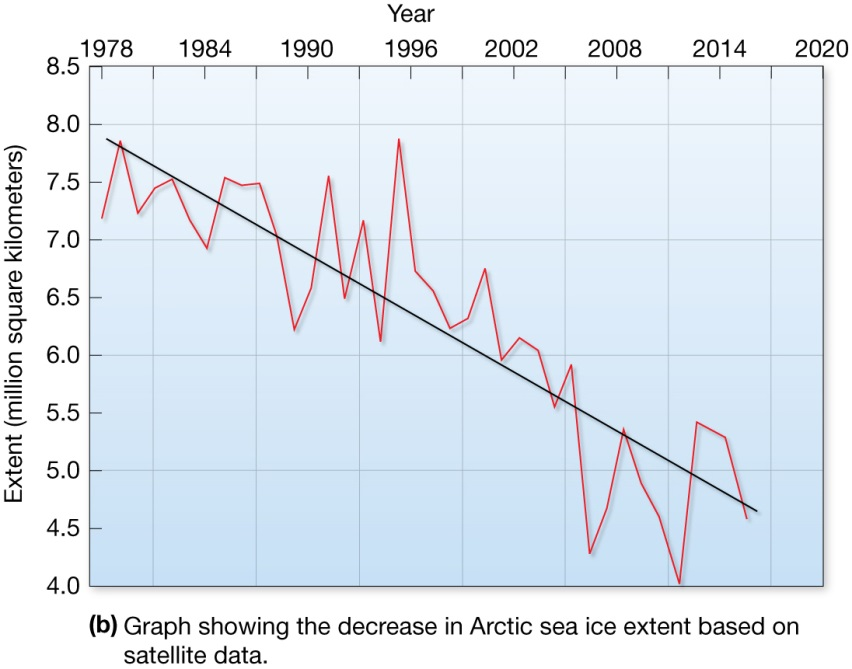 Year
1978 1984 1990 1996 2002 2008 2014 2020
8.5
8.0
7.5
7.0
6.5
6.0
5.5
5.0
4.5
4.0
Extent (million square kilometers)
(b) Graph showing the decrease in Arctic sea ice extent based on
satellite data.